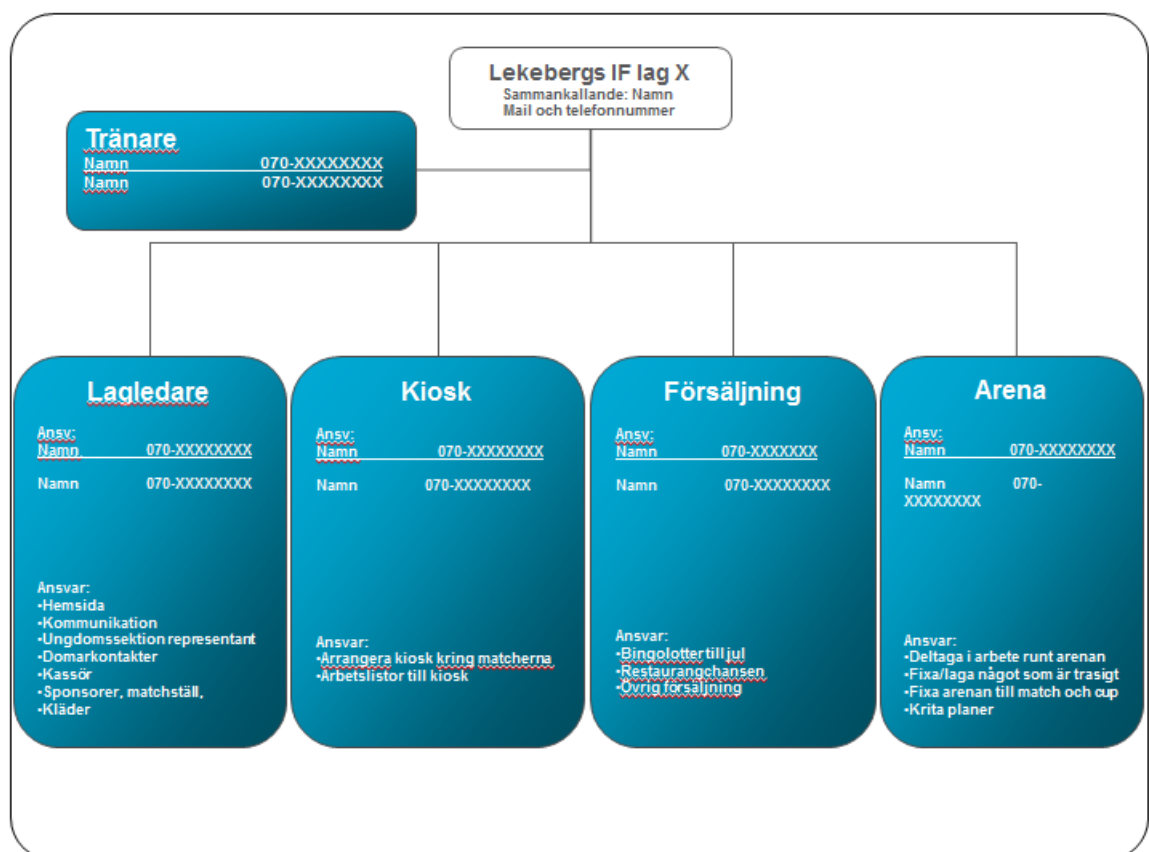 Lekebergs IF lag X
Sammankallande: Namn
Mail och telefonnummer
Tränare
Namn 070-XXXXXXXX
Namn 070-XXXXXXXX
Lagledare
Ansv:
Namn 070-XXXXXXXX
Namn 070-XXXXXXXX
Ansvar:
•Hemsida
•Kommunikation
•Ungdomssektion representant
•Domarkontakter
•Kassör
•Sponsorer, matchställ,
•Kläder
Kiosk
Ansv:
Namn 070-XXXXXXXX
Namn 070-XXXXXXXX
Ansvar:
•Arrangera kiosk kring matcherna
•Arbetslistor till kiosk
Försäljning
Ansv:
Namn 070-XXXXXXX
Namn 070-XXXXXXXX
Ansvar:
•Bingolotter till jul
•Restaurangchansen
•Övrig försäljning
Arena
Ansv:
Namn 070-XXXXXXXX
Namn 070-
XXXXXXXX
Ansvar:
•Deltaga i arbete runt arenan
•Fixa/laga något som är trasigt
•Fixa arenan till match och cup
•Krita planer